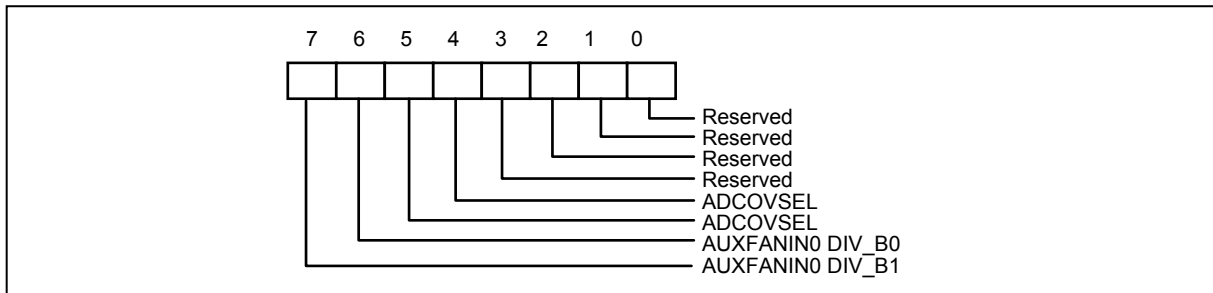 7 6 5 4 3 2 1 0
Reserved
Reserved
Reserved
Reserved
ADCOVSEL
ADCOVSEL
AUXFANIN0 DIV_B0
AUXFANIN0 DIV_B1